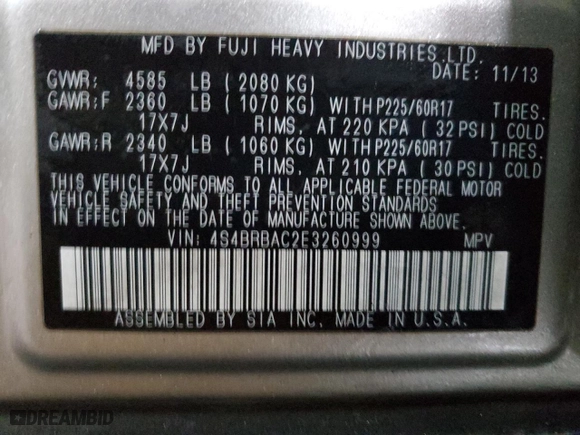 MFD BY FUJI HEAVY INDUSTRIES LTD.
DATE: 11/13
GVWR: 4585 LB (2080 KG)
GAWR:F 2360 LB (1070 KG) WITH P225/60R17 TIRES.
17X7J RIMS, AT 220 KPA (32 PSI) COLD
GAWR:R 2340 LB (1060 KG) WITH P225/60R17 TIRES.
17X7J RIMS, AT 210 KPA (30 PSI) COLD
THIS VEHICLE CONFORMS TO ALL APPLICABLE FEDERAL MOTOR
VEHICLE SAFETY AND THEFT PREVENTION STANDARDS
IN EFFECT ON THE DATE OF MANUFACTURE SHOWN ABOVE.
VIN: 4S4BRBAC2E3260999 MPV
ASSEMBLED BY SIA INC. MADE IN U.S.A.
DREAMBID